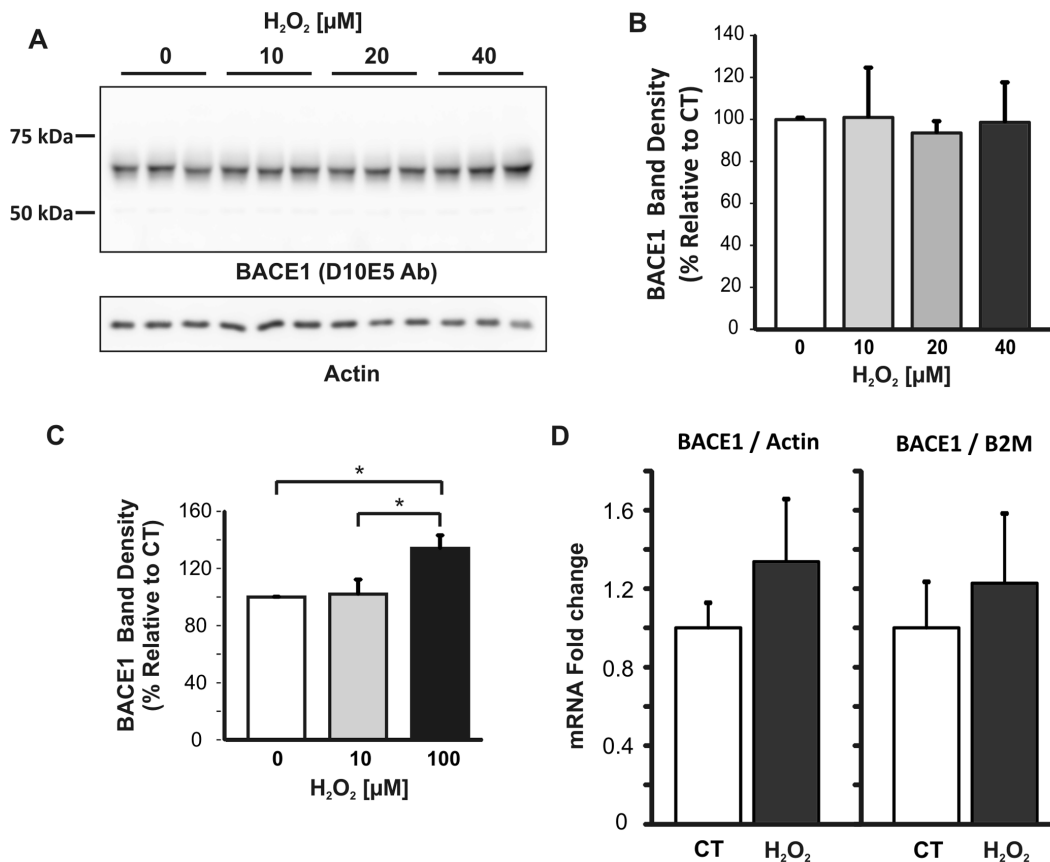 A
H₂O₂ [µM]
0 10 20 40
75 kDa
50 kDa
BACE1 (D10E5 Ab)
Actin
B
BACE1 Band Density
(% Relative to CT)
140
120
100
80
60
40
20
0
0 10 20 40
H₂O₂ [µM]
C
* 
*
BACE1 Band Density
(% Relative to CT)
160
120
80
40
0
0 10 100
H₂O₂ [µM]
D
BACE1 / Actin BACE1 / B2M
mRNA Fold change
1.6
1.2
0.8
0.4
0
CT H₂O₂ CT H₂O₂